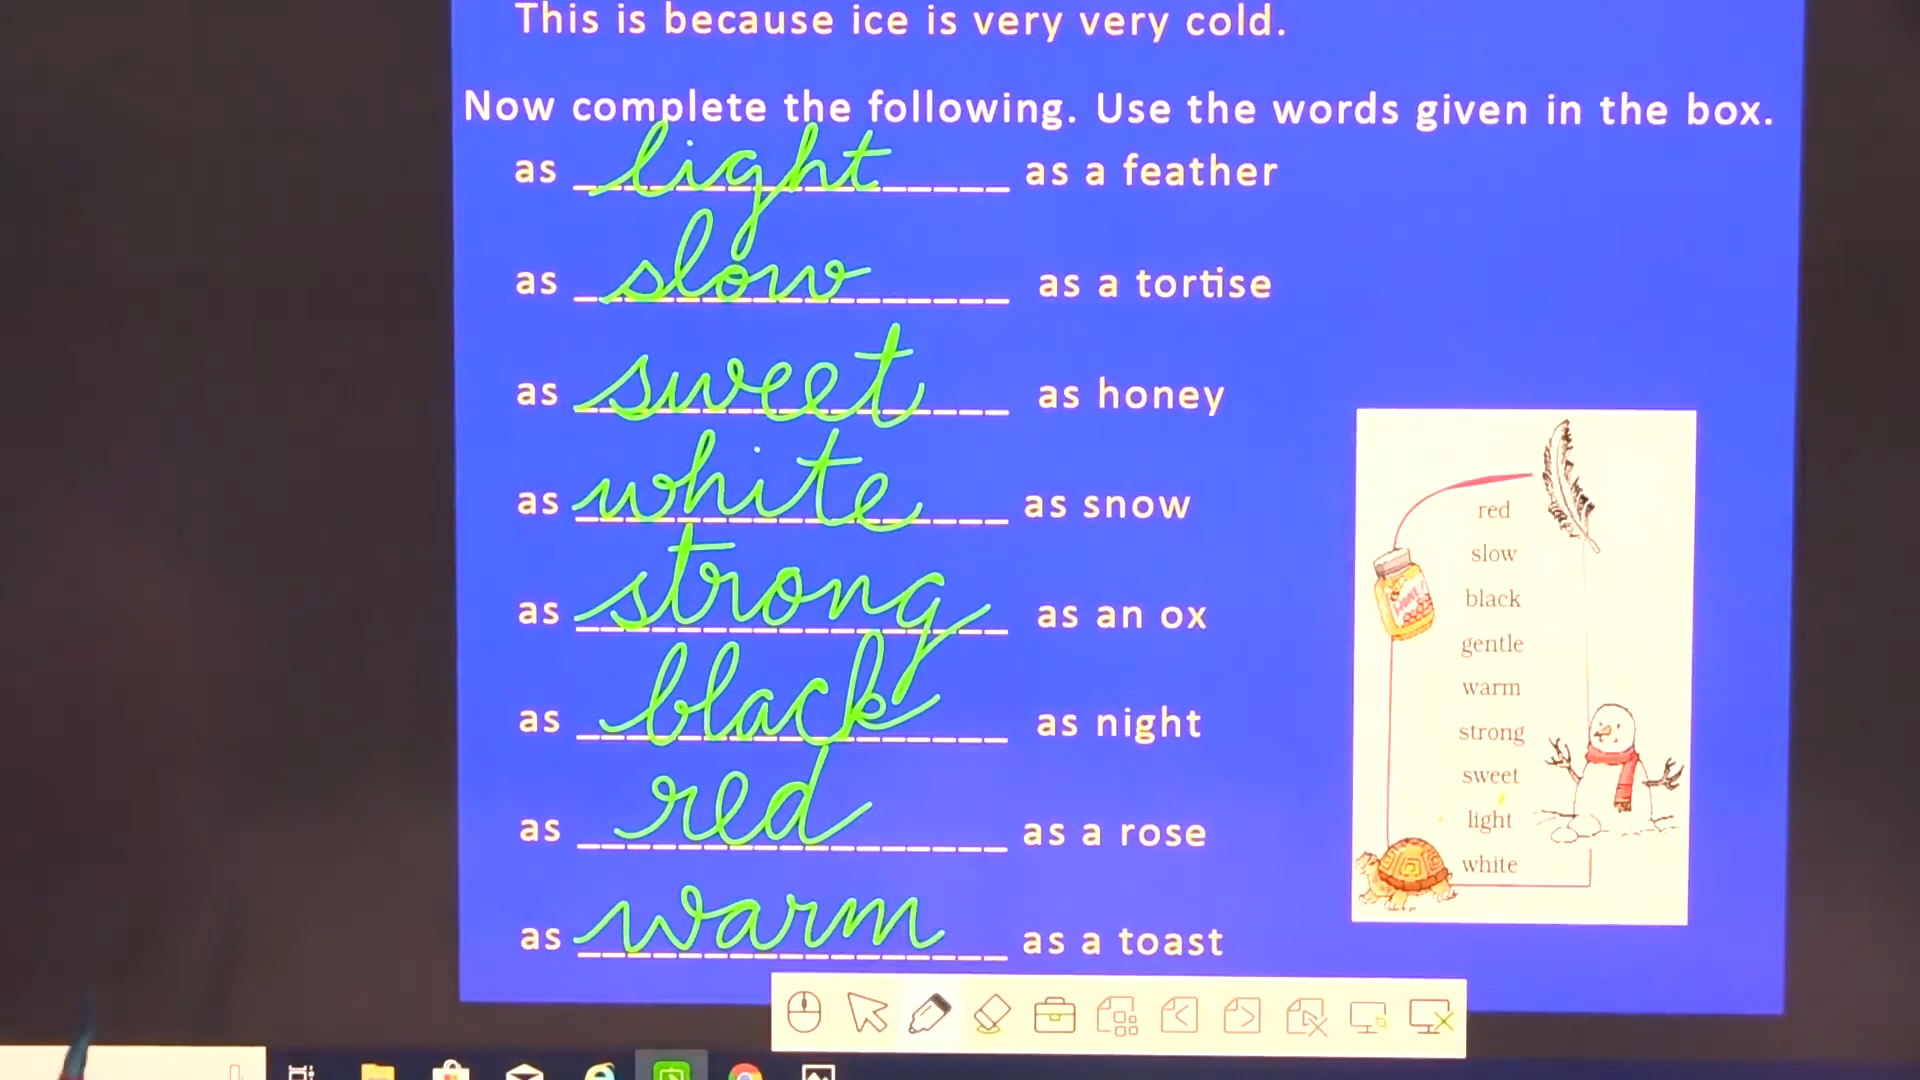 This is because ice is very very cold.
Now complete the following. Use the words given in the box.
as light as a feather
as slow as a tortise
as sweet as honey
as white as snow
as strong as an ox
as black as night
as red as a rose
as warm as a toast
red
slow
black
gentle
warm
strong
sweet
light
white